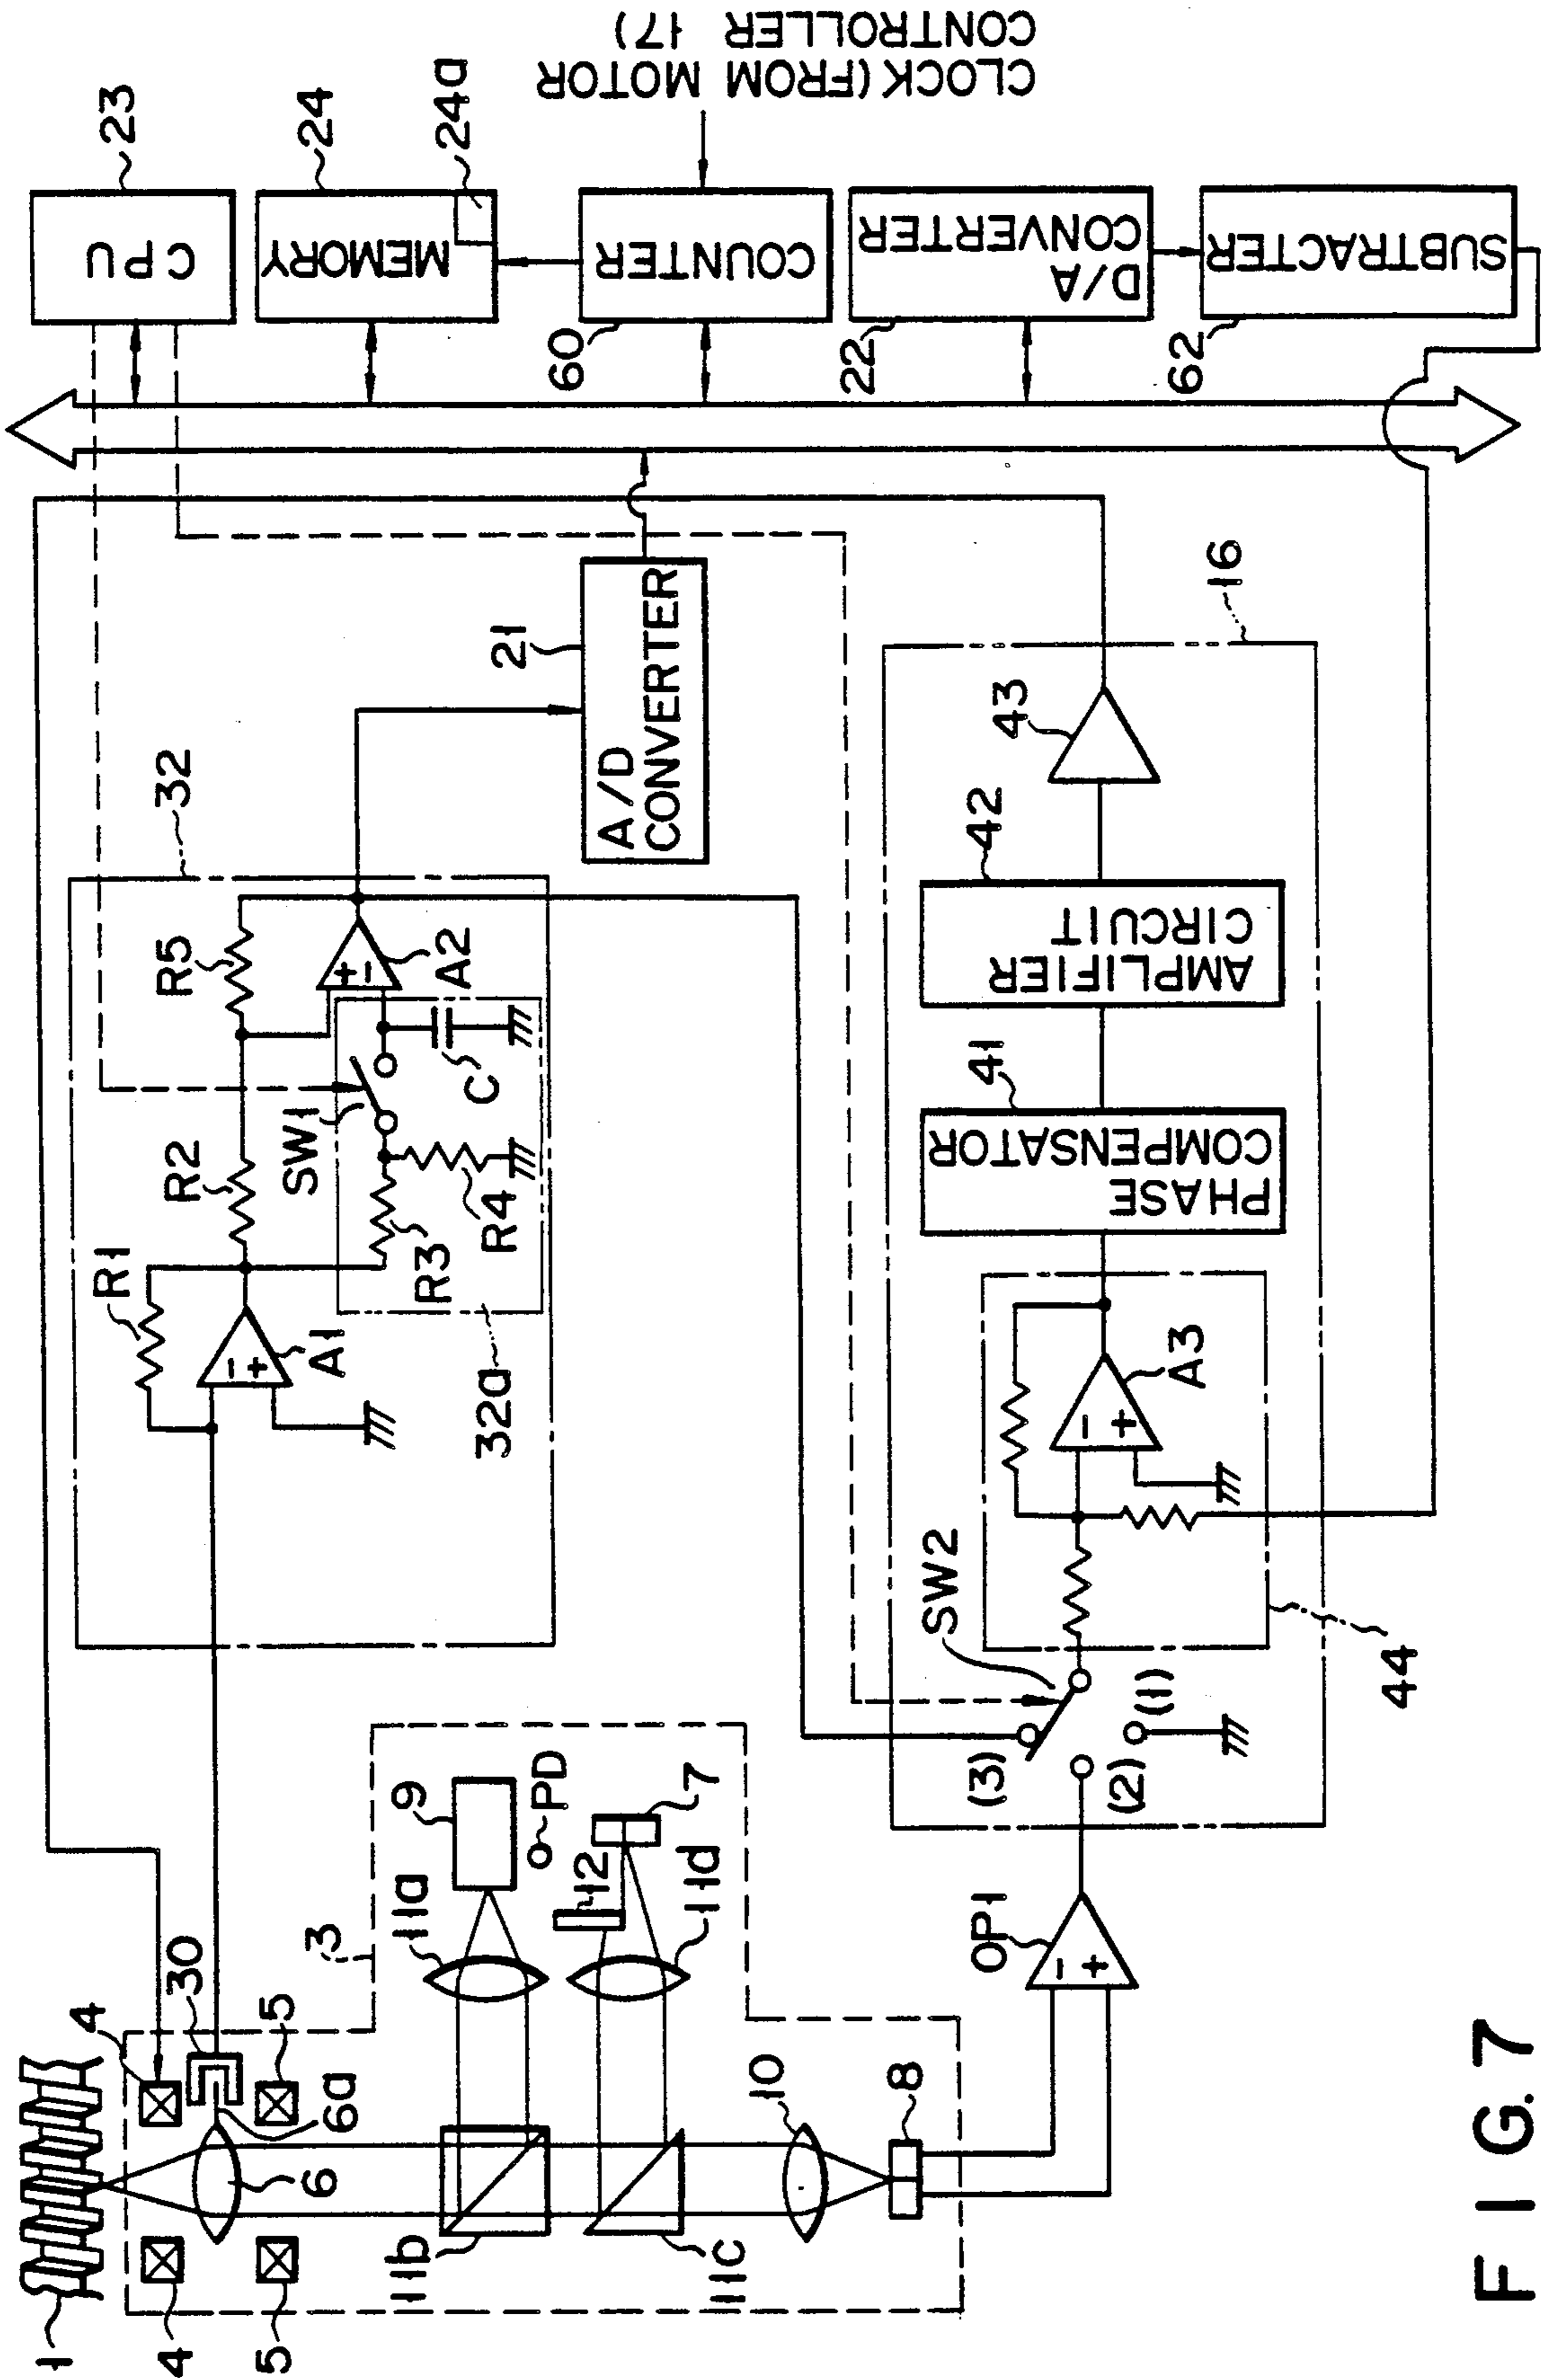 1
4
4
5
5
6
6a
30
3
11a
9
PD
11b
11c
12
7
11d
10
8
OP1
-
+
R1
-
+
A1
R2
R3
R4
SW1
C
32a
R5
+
-
A2
32
A/D
CONVERTER
21
CPU
23
MEMORY
24
24a
COUNTER
60
CLOCK (FROM MOTOR
CONTROLLER 17)
D/A
CONVERTER
22
SUBTRACTER
62
SW2
(3)
(2)
(1)
-
+
A3
44
PHASE
COMPENSATOR
41
AMPLIFIER
CIRCUIT
42
43
16
FIG. 7